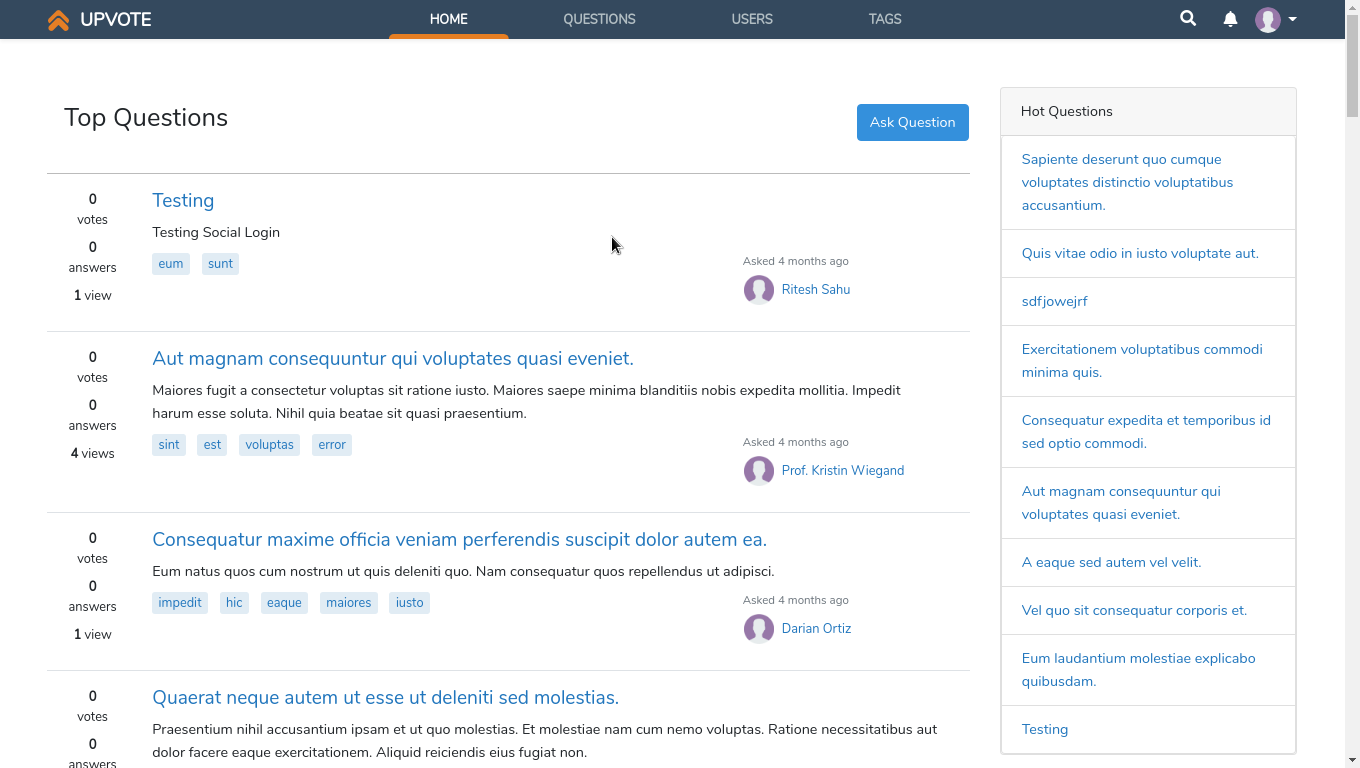 UPVOTE
HOME
QUESTIONS
USERS
TAGS
Top Questions
Ask Question
0
votes
0
answers
1 view
Testing
Testing Social Login
eum
sunt
Asked 4 months ago
Ritesh Sahu
0
votes
0
answers
4 views
Aut magnam consequuntur qui voluptates quasi eveniet.
Maiores fugit a consectetur voluptas sit ratione iusto. Maiores saepe minima blanditiis nobis expedita mollitia. Impedit
harum esse soluta. Nihil quia beatae sit quasi praesentium.
sint
est
voluptas
error
Asked 4 months ago
Prof. Kristin Wiegand
0
votes
0
answers
1 view
Consequatur maxime officia veniam perferendis suscipit dolor autem ea.
Eum natus quos cum nostrum ut quis deleniti quo. Nam consequatur quos repellendus ut adipisci.
impedit
hic
eaque
maiores
iusto
Asked 4 months ago
Darian Ortiz
0
votes
0
answers
Quaerat neque autem ut esse ut deleniti sed molestias.
Praesentium nihil accusantium ipsam et ut quo molestias. Et molestiae nam cum nemo voluptas. Ratione necessitatibus aut
dolor facere eaque exercitationem. Aliquid reiciendis eius fugiat non.
Hot Questions
Sapiente deserunt quo cumque
voluptates distinctio voluptatibus
accusantium.
Quis vitae odio in iusto voluptate aut.
sdfjowejrf
Exercitationem voluptatibus commodi
minima quis.
Consequatur expedita et temporibus id
sed optio commodi.
Aut magnam consequuntur qui
voluptates quasi eveniet.
A eaque sed autem vel velit.
Vel quo sit consequatur corporis et.
Eum laudantium molestiae explicabo
quibusdam.
Testing